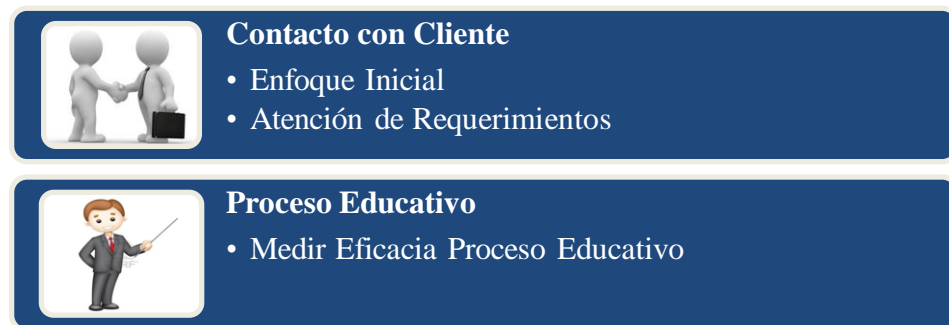 Contacto con Cliente
• Enfoque Inicial
• Atención de Requerimientos
Proceso Educativo
• Medir Eficacia Proceso Educativo